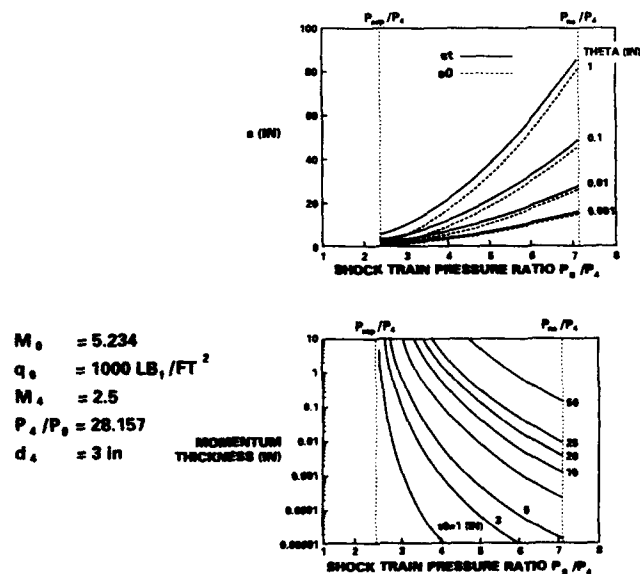 P_sep/P_4 P_ns/P_4
100
80
60
40
20
0
s (IN)
st
s0
THETA (IN)
1
0.1
0.01
0.001
1 2 3 4 5 6 7 8
SHOCK TRAIN PRESSURE RATIO P_s/P_4
M_0 = 5.234
q_0 = 1000 LB_f/FT^2
M_4 = 2.5
P_4/P_0 = 28.157
d_4 = 3 in
P_sep/P_4 P_ns/P_4
10
1
0.1
0.01
0.001
0.0001
0.00001
MOMENTUM
THICKNESS (IN)
50
25
20
s0=1 (IN)
1 2 3 4 5 6 7 8
SHOCK TRAIN PRESSURE RATIO P_s/P_4